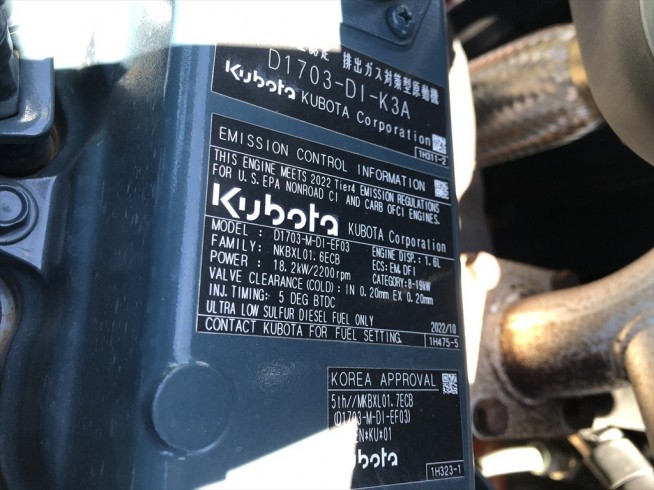 排出ガス対策型原動機
D1703-DI-K3A
Kubota KUBOTA Corporation
1H311-2
EMISSION CONTROL INFORMATION
THIS ENGINE MEETS 2022 Tier4 EMISSION REGULATIONS
FOR U.S. EPA NONROAD CI AND CARB OFCI ENGINES.
Kubota KUBOTA Corporation
MODEL : D1703-M-DI-EF03 ENGINE DISP.: 1.6L
FAMILY: NKBXL01.6ECB ECS: EM, DFI
POWER : 18.2kW/2200rpm CATEGORY: 8-19kW
VALVE CLEARANCE (COLD): IN 0.20mm EX 0.20mm
INJ. TIMING: 5 DEG BTDC
ULTRA LOW SULFUR DIESEL FUEL ONLY 2022/10
CONTACT KUBOTA FOR FUEL SETTING. 1H475-5
KOREA APPROVAL
5th//MKBXL01.7ECB
(D1703-M-DI-EF03)
EN*KU*01
Kubota
1H323-1